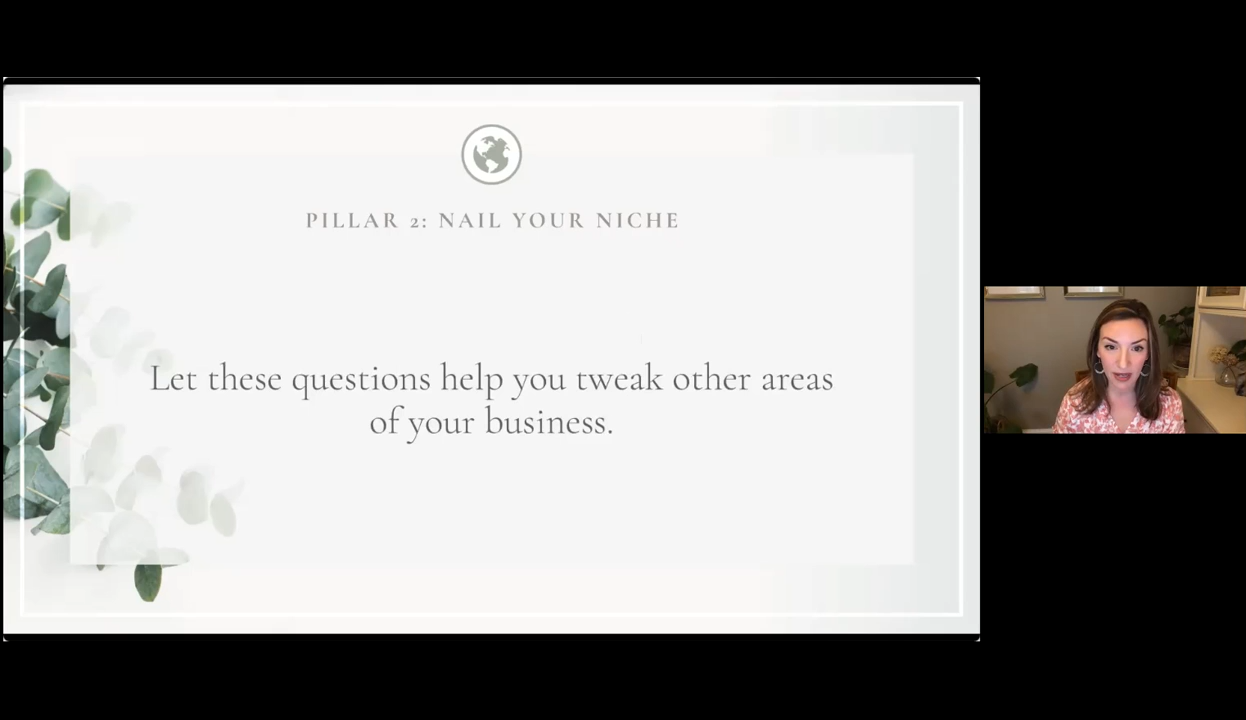 PILLAR 2: NAIL YOUR NICHE
Let these questions help you tweak other areas
of your business.